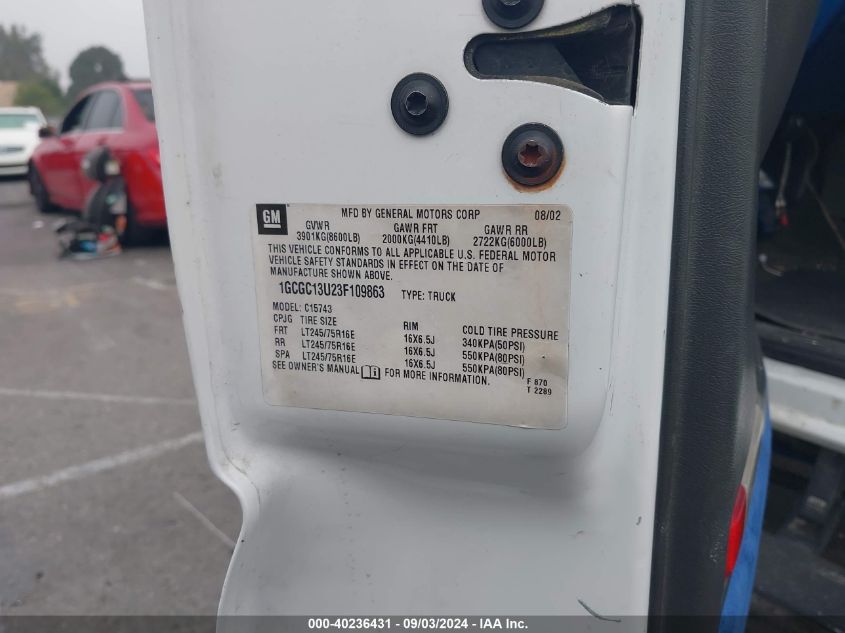 GM
MFD BY GENERAL MOTORS CORP 08/02
GVWR GAWR FRT GAWR RR
3901KG(8600LB) 2000KG(4410LB) 2722KG(6000LB)
THIS VEHICLE CONFORMS TO ALL APPLICABLE U.S. FEDERAL MOTOR
VEHICLE SAFETY STANDARDS IN EFFECT ON THE DATE OF
MANUFACTURE SHOWN ABOVE.
1GCGC13U23F109863 TYPE: TRUCK
MODEL: C15743
CPJG TIRE SIZE RIM COLD TIRE PRESSURE
FRT LT245/75R16E 16X6.5J 340KPA(50PSI)
RR LT245/75R16E 16X6.5J 550KPA(80PSI)
SPA LT245/75R16E 16X6.5J 550KPA(80PSI)
SEE OWNER'S MANUAL FOR MORE INFORMATION.
F 870
T 2289
000-40236431 - 09/03/2024 - IAA Inc.